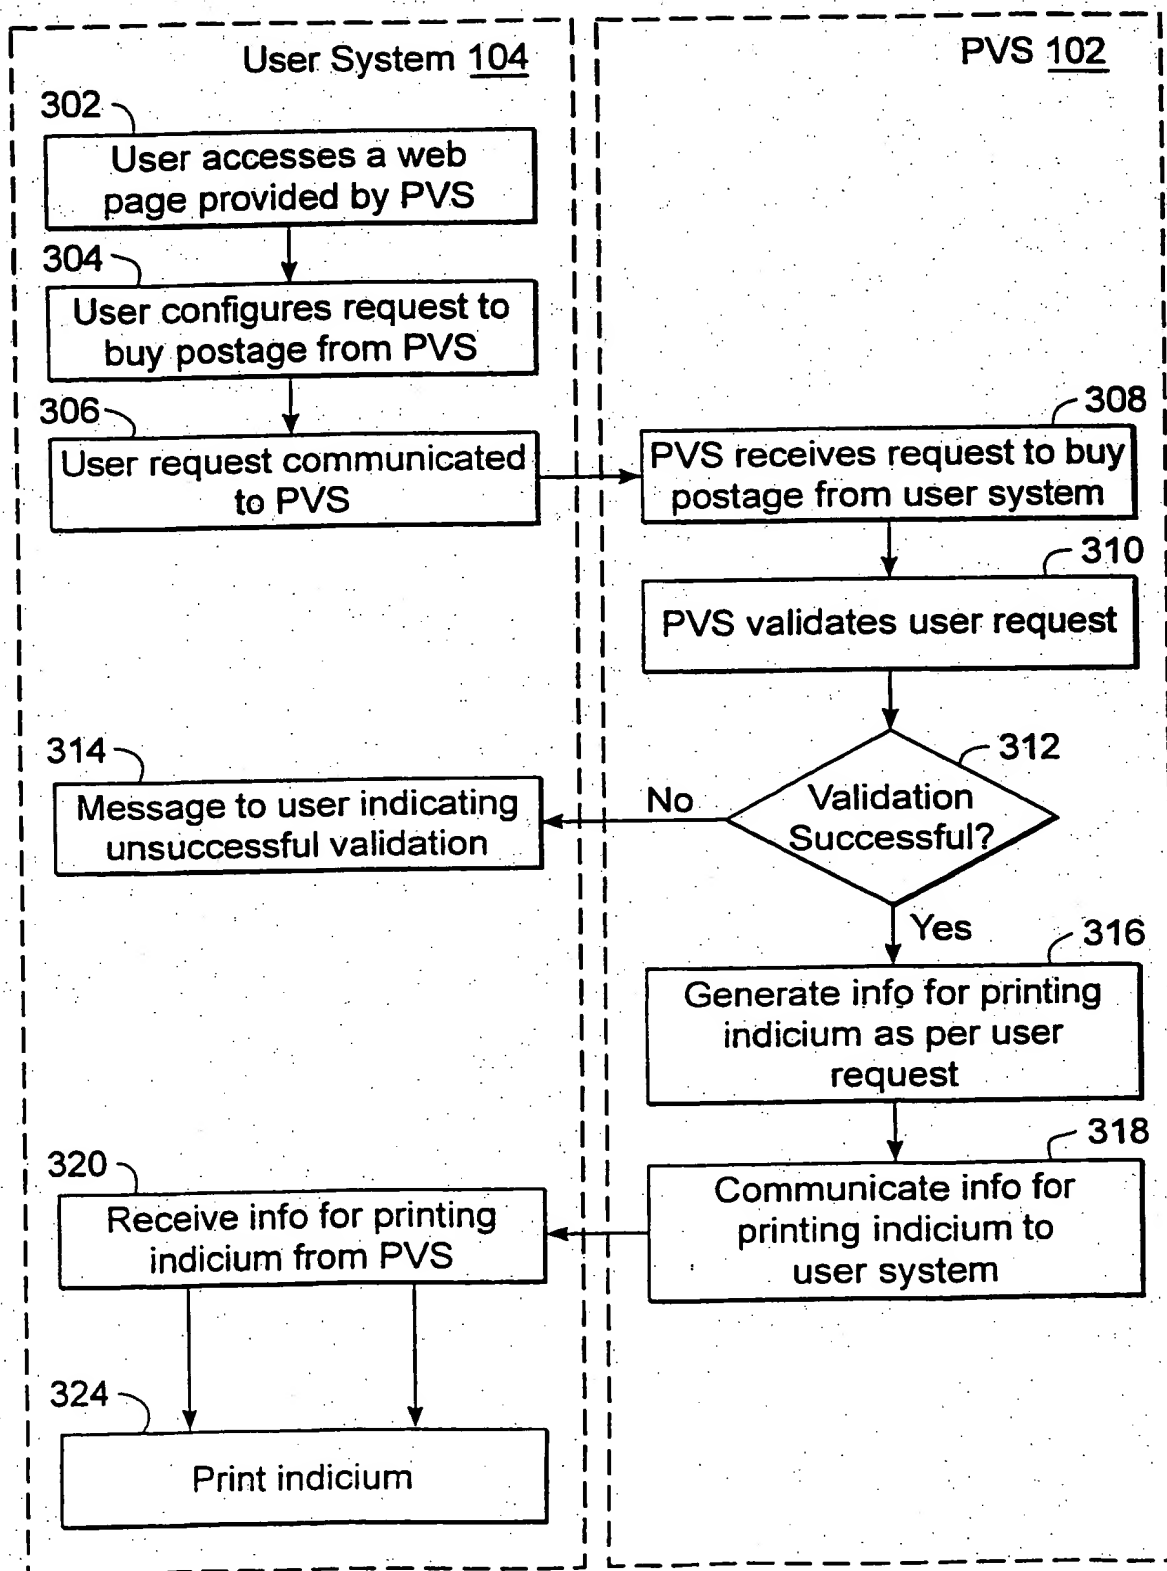 User System 104
PVS 102
302
User accesses a web
page provided by PVS
304
User configures request to
buy postage from PVS
306
User request communicated
to PVS
308
PVS receives request to buy
postage from user system
310
PVS validates user request
312
Validation
Successful?
No
314
Message to user indicating
unsuccessful validation
Yes
316
Generate info for printing
indicium as per user
request
318
Communicate info for
printing indicium to
user system
320
Receive info for printing
indicium from PVS
324
Print indicium